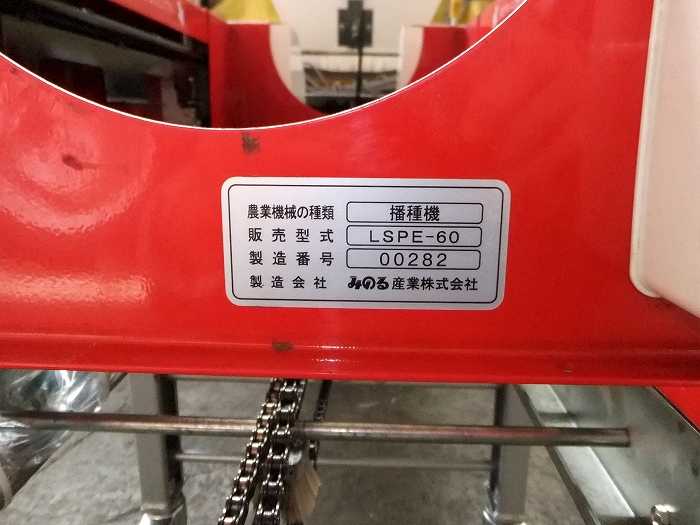 農業機械の種類 播種機
販売型式 LSPE-60
製造番号 00282
製造会社 みのる産業株式会社